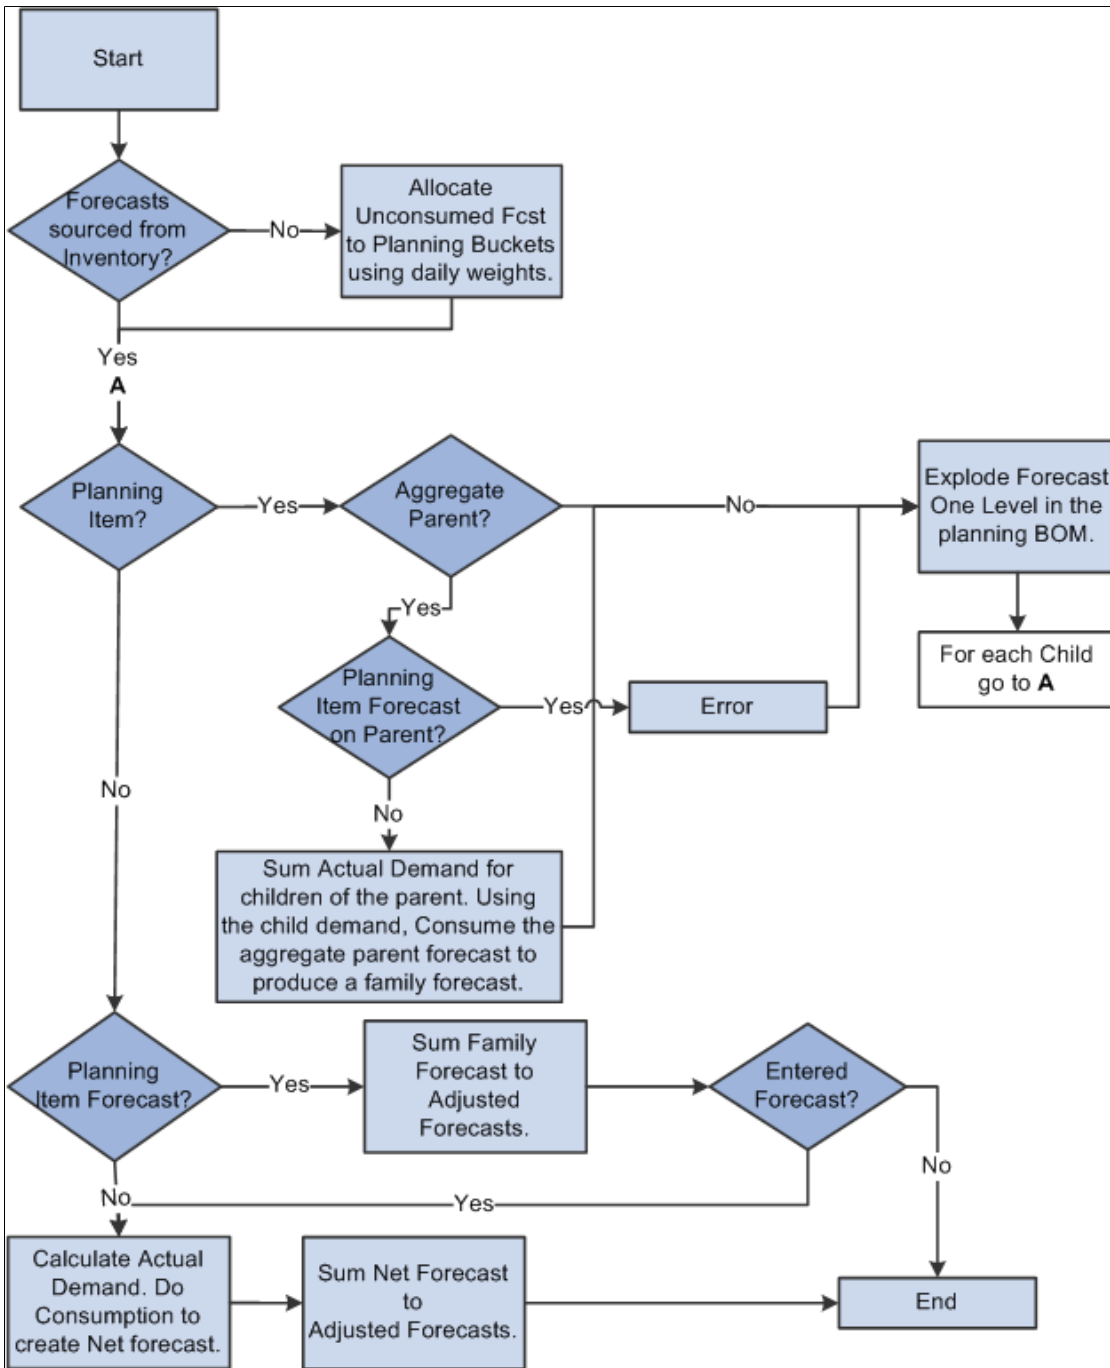 Start
Forecasts
sourced from
Inventory?
No
Allocate
Unconsumed Fcst
to Planning Buckets
using daily weights.
Yes
A
Planning
Item?
Yes
Aggregate
Parent?
No
Explode Forecast
One Level in the
planning BOM.
Yes
For each Child
go to A
Planning
Item Forecast
on Parent?
Yes
Error
No
No
Sum Actual Demand for
children of the parent. Using
the child demand, Consume the
aggregate parent forecast to
produce a family forecast.
Planning
Item Forecast?
Yes
Sum Family
Forecast to
Adjusted
Forecasts.
Entered
Forecast?
No
No
Yes
Calculate Actual
Demand. Do
Consumption to
create Net forecast.
Sum Net Forecast
to
Adjusted Forecasts.
End